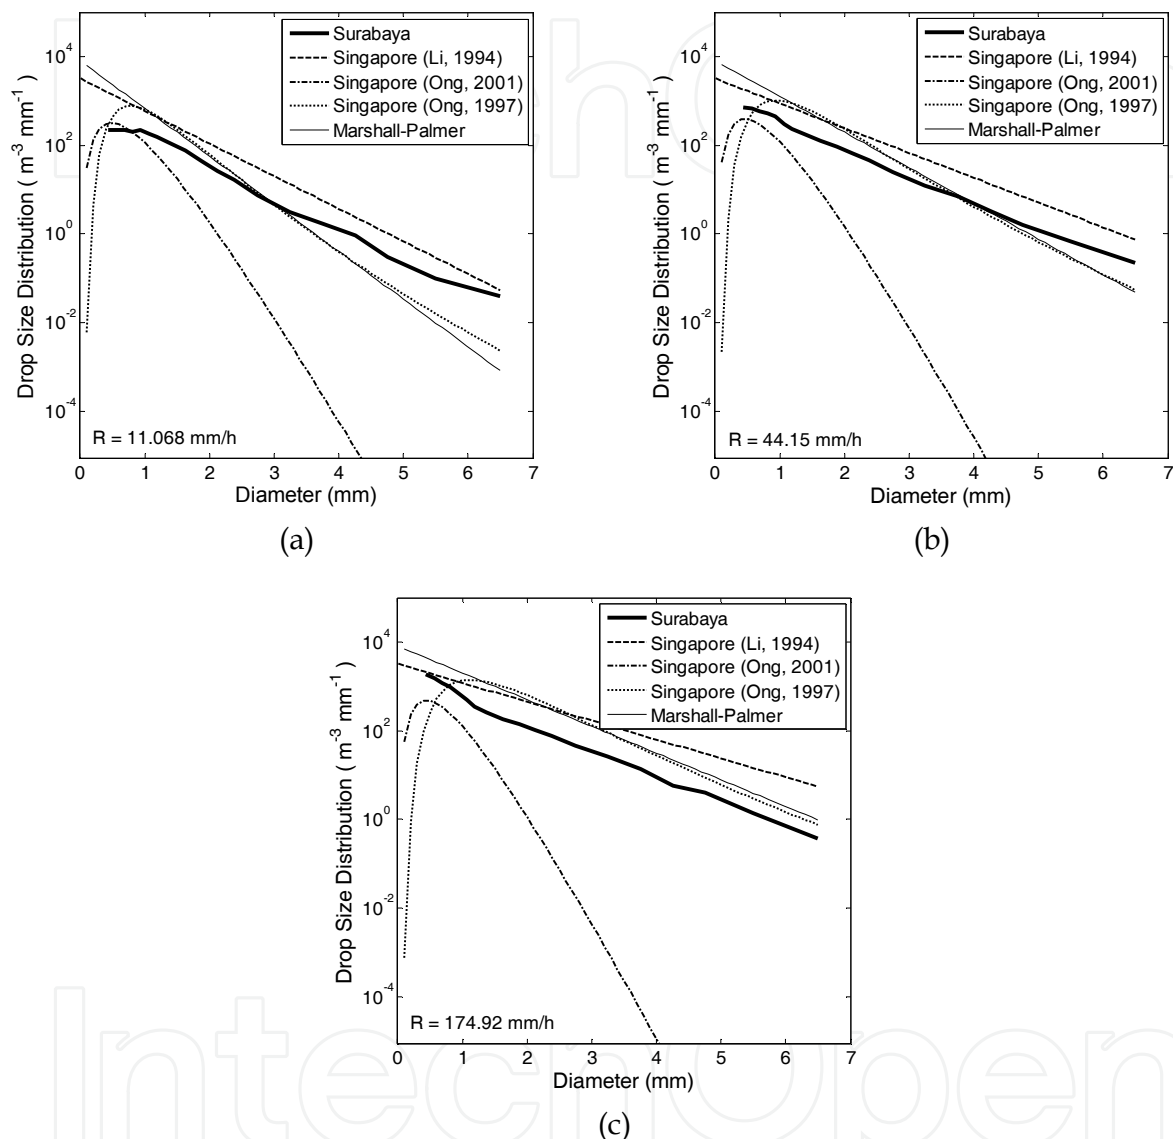 Surabaya
Singapore (Li, 1994)
Singapore (Ong, 2001)
Singapore (Ong, 1997)
Marshall-Palmer
10^4
10^2
10^0
10^-2
10^-4
Drop Size Distribution ( m^-3 mm^-1 )
R = 11.068 mm/h
0 1 2 3 4 5 6 7
Diameter (mm)
(a)
Surabaya
Singapore (Li, 1994)
Singapore (Ong, 2001)
Singapore (Ong, 1997)
Marshall-Palmer
10^4
10^2
10^0
10^-2
10^-4
Drop Size Distribution ( m^-3 mm^-1 )
R = 44.15 mm/h
0 1 2 3 4 5 6 7
Diameter (mm)
(b)
Surabaya
Singapore (Li, 1994)
Singapore (Ong, 2001)
Singapore (Ong, 1997)
Marshall-Palmer
10^4
10^2
10^0
10^-2
10^-4
Drop Size Distribution ( m^-3 mm^-1 )
R = 174.92 mm/h
0 1 2 3 4 5 6 7
Diameter (mm)
(c)
IntechOpen